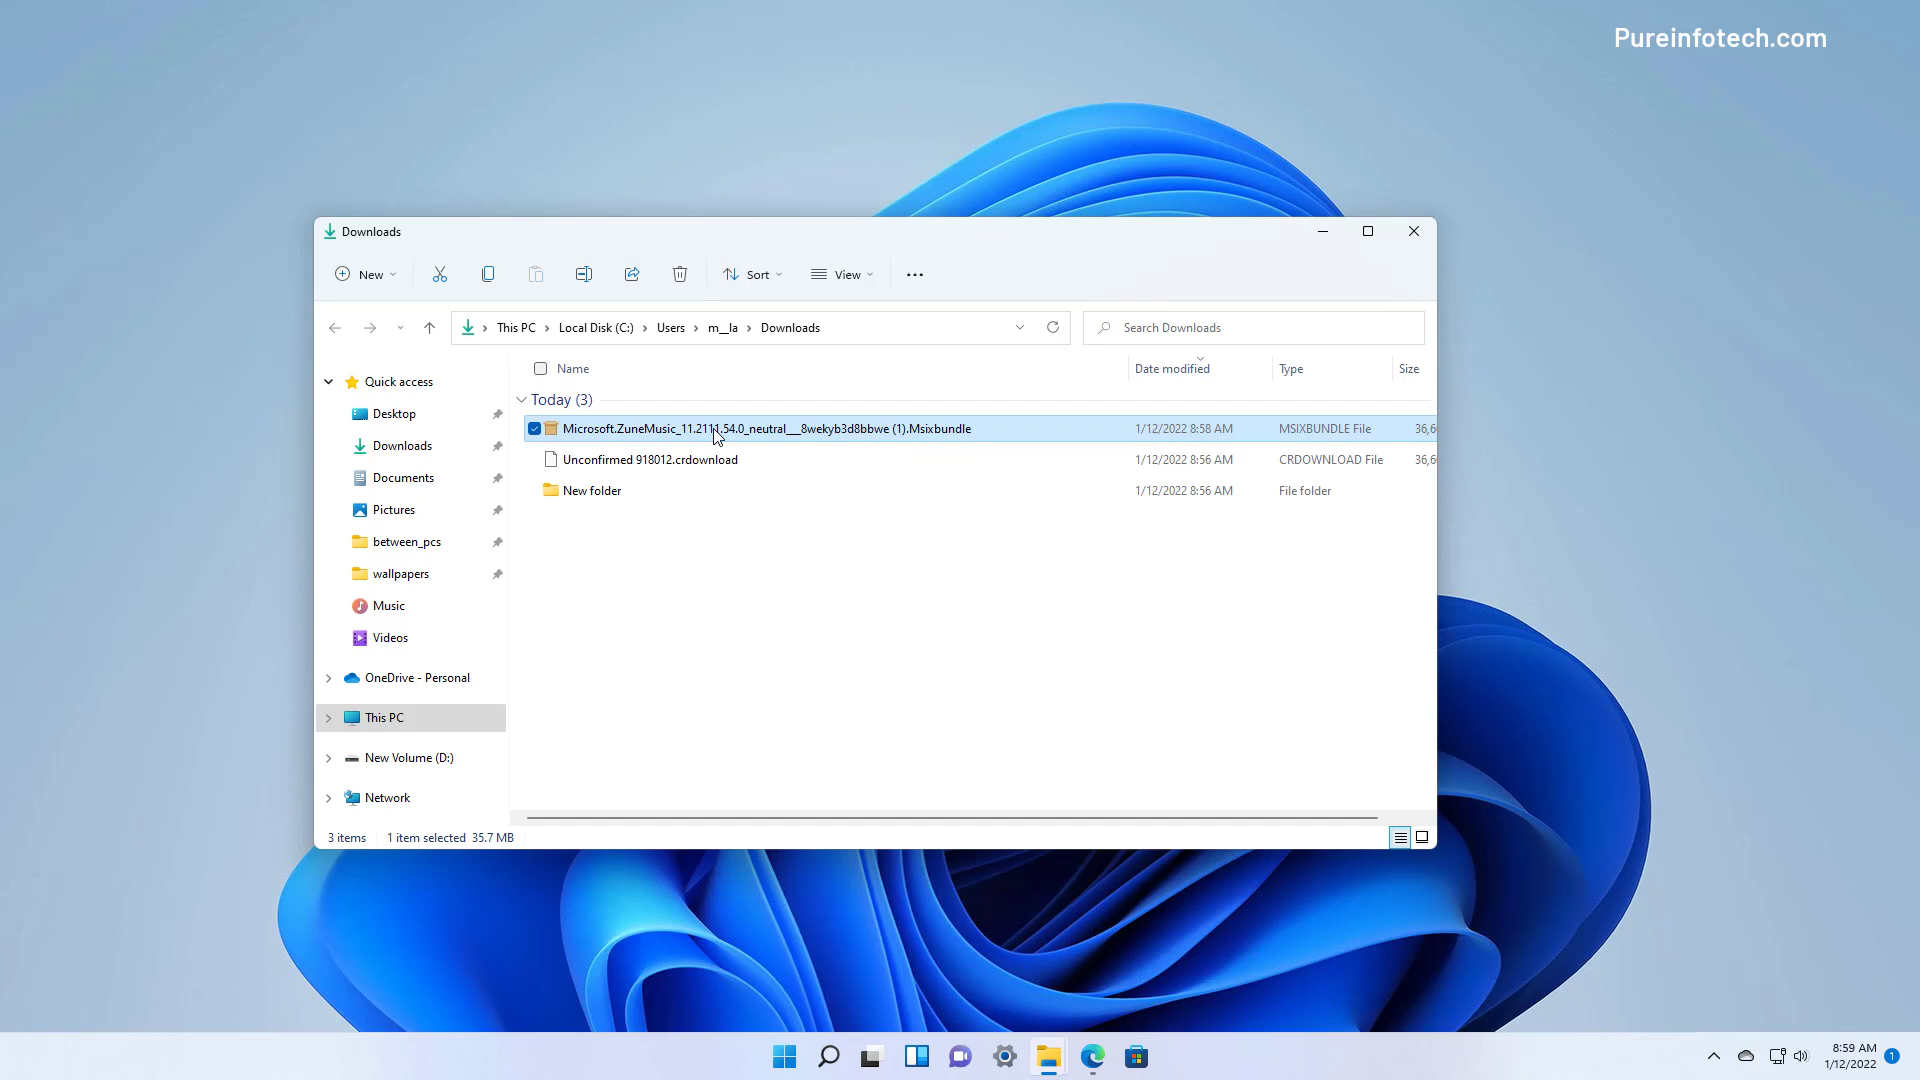 Pureinfotech.com
Downloads
New
Sort
View
This PC
Local Disk (C:)
Users
m__la
Downloads
Search Downloads
Name
Date modified
Type
Size
Quick access
Desktop
Downloads
Documents
Pictures
between_pcs
wallpapers
Music
Videos
OneDrive - Personal
This PC
New Volume (D:)
Network
Today (3)
Microsoft.ZuneMusic_11.2111.54.0_neutral___8wekyb3d8bbwe (1).Msixbundle 1/12/2022 8:58 AM MSIXBUNDLE File
Unconfirmed 918012.crdownload 1/12/2022 8:56 AM CRDOWNLOAD File
New folder 1/12/2022 8:56 AM File folder
3 items 1 item selected 35.7 MB
8:59 AM
1/12/2022
1